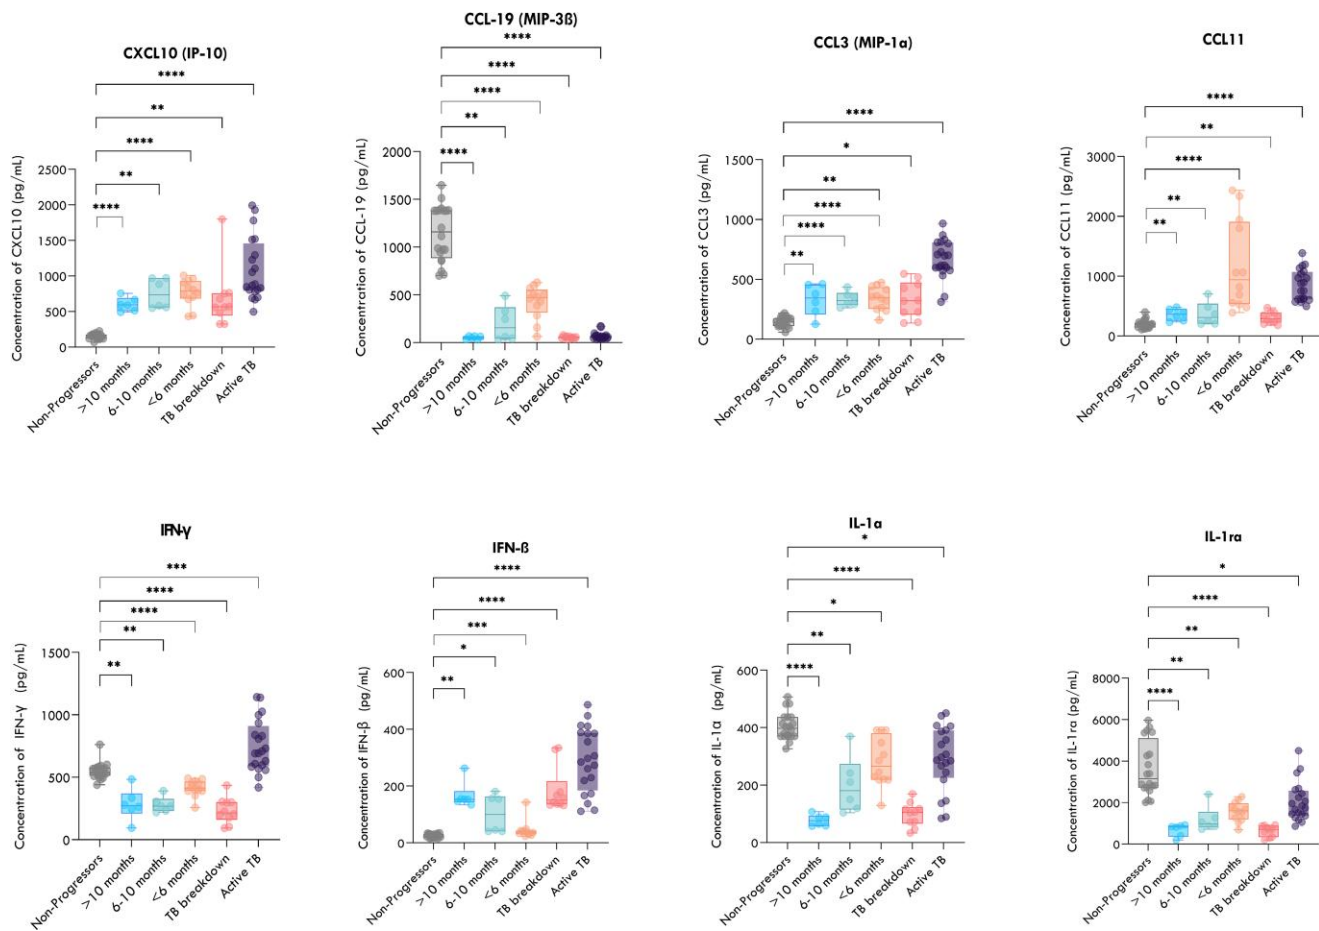 CXCL10 (IP-10)
****
**
****
**
****
Concentration of CXCL10 (pg/mL)
2500
2000
1500
1000
500
0
Non-Progressors
>10 months
6-10 months
<6 months
TB breakdown
Active TB
CCL-19 (MIP-3ß)
****
****
****
**
****
Concentration of CCL-19 (pg/mL)
2000
1500
1000
500
0
Non-Progressors
>10 months
6-10 months
<6 months
TB breakdown
Active TB
CCL3 (MIP-1α)
****
*
**
****
****
**
Concentration of CCL3 (pg/mL)
1500
1000
500
0
Non-Progressors
>10 months
6-10 months
<6 months
TB breakdown
Active TB
CCL11
****
**
****
**
**
Concentration of CCL11 (pg/mL)
3000
2000
1000
0
Non-Progressors
>10 months
6-10 months
<6 months
TB breakdown
Active TB
IFN-γ
***
****
****
**
**
Concentration of IFN-γ (pg/mL)
1500
1000
500
0
Non-Progressors
>10 months
6-10 months
<6 months
TB breakdown
Active TB
IFN-ß
****
****
***
*
**
Concentration of IFN-β (pg/mL)
600
400
200
0
Non-Progressors
>10 months
6-10 months
<6 months
TB breakdown
Active TB
IL-1α
*
****
*
**
****
Concentration of IL-1α (pg/mL)
600
400
200
0
Non-Progressors
>10 months
6-10 months
<6 months
TB breakdown
Active TB
IL-1rα
*
****
**
**
****
Concentration of IL-1rα (pg/mL)
8000
6000
4000
2000
0
Non-Progressors
>10 months
6-10 months
<6 months
TB breakdown
Active TB